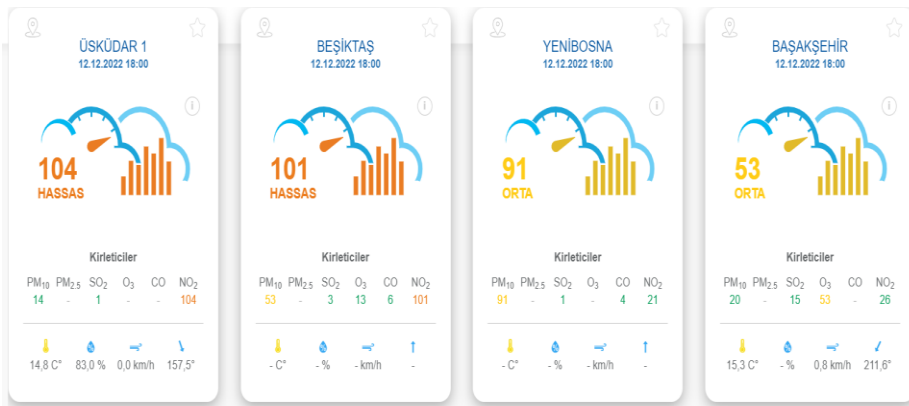 ÜSKÜDAR 1
12.12.2022 18:00
104
HASSAS
Kirleticiler
PM10 PM2.5 SO2 O3 CO NO2
14 - 1 - - 104
14,8 C° 83,0 % 0,0 km/h 157,5°
BEŞİKTAŞ
12.12.2022 18:00
101
HASSAS
Kirleticiler
PM10 PM2.5 SO2 O3 CO NO2
53 - 3 13 6 101
- C° - % - km/h -
YENİBOSNA
12.12.2022 18:00
91
ORTA
Kirleticiler
PM10 PM2.5 SO2 O3 CO NO2
91 - 1 - 4 21
- C° - % - km/h -
BAŞAKŞEHİR
12.12.2022 18:00
53
ORTA
Kirleticiler
PM10 PM2.5 SO2 O3 CO NO2
20 - 15 53 - 26
15,3 C° - % 0,8 km/h 211,6°